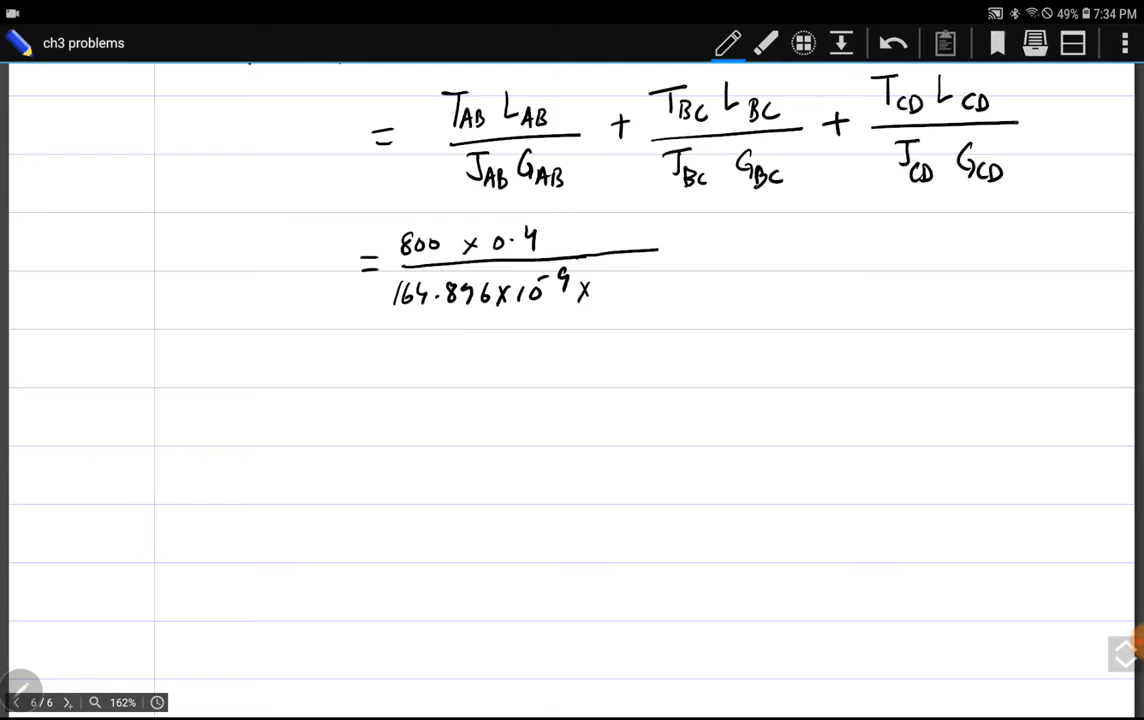 49% 7:34 PM
ch3 problems
= T_AB L_AB / J_AB G_AB + T_BC L_BC / J_BC G_BC + T_CD L_CD / J_CD G_CD
= 800 × 0.4 / 164.896×10⁻⁹ ×
6/6 162%